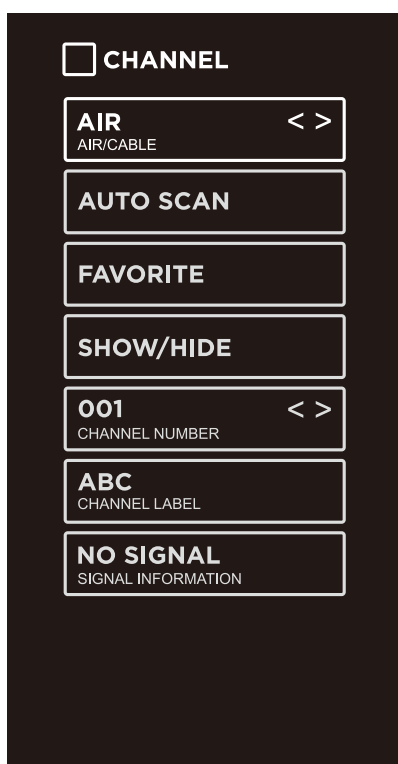 CHANNEL
AIR < >
AIR/CABLE
AUTO SCAN
FAVORITE
SHOW/HIDE
001 < >
CHANNEL NUMBER
ABC
CHANNEL LABEL
NO SIGNAL
SIGNAL INFORMATION